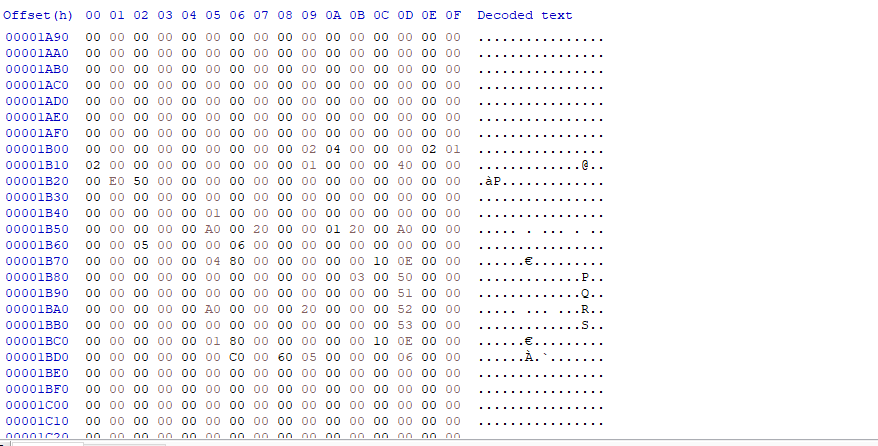 Offset(h) 00 01 02 03 04 05 06 07 08 09 0A 0B 0C 0D 0E 0F Decoded text
00001A90 00 00 00 00 00 00 00 00 00 00 00 00 00 00 00 00 ................
00001AA0 00 00 00 00 00 00 00 00 00 00 00 00 00 00 00 00 ................
00001AB0 00 00 00 00 00 00 00 00 00 00 00 00 00 00 00 00 ................
00001AC0 00 00 00 00 00 00 00 00 00 00 00 00 00 00 00 00 ................
00001AD0 00 00 00 00 00 00 00 00 00 00 00 00 00 00 00 00 ................
00001AE0 00 00 00 00 00 00 00 00 00 00 00 00 00 00 00 00 ................
00001AF0 00 00 00 00 00 00 00 00 00 00 00 00 00 00 00 00 ................
00001B00 00 00 00 00 00 00 00 00 00 02 04 00 00 00 02 01 ................
00001B10 02 00 00 00 00 00 00 00 00 01 00 00 00 40 00 00 .............@..
00001B20 00 E0 50 00 00 00 00 00 00 00 00 00 00 00 00 00 .àP.............
00001B30 00 00 00 00 00 00 00 00 00 00 00 00 00 00 00 00 ................
00001B40 00 00 00 00 00 01 00 00 00 00 00 00 00 00 00 00 ................
00001B50 00 00 00 00 00 A0 00 20 00 00 01 20 00 A0 00 00 ..... . ... . ..
00001B60 00 00 05 00 00 00 06 00 00 00 00 00 00 00 00 00 ................
00001B70 00 00 00 00 00 04 80 00 00 00 00 00 10 0E 00 00 ......€.........
00001B80 00 00 00 00 00 00 00 00 00 00 00 03 00 50 00 00 .............P..
00001B90 00 00 00 00 00 00 00 00 00 00 00 00 00 51 00 00 .............Q..
00001BA0 00 00 00 00 00 A0 00 00 00 20 00 00 00 52 00 00 ..... ... ...R..
00001BB0 00 00 00 00 00 00 00 00 00 00 00 00 00 53 00 00 .............S..
00001BC0 00 00 00 00 00 01 80 00 00 00 00 00 10 0E 00 00 ......€.........
00001BD0 00 00 00 00 00 00 C0 00 60 05 00 00 00 06 00 00 ......À.`.......
00001BE0 00 00 00 00 00 00 00 00 00 00 00 00 00 00 00 00 ................
00001BF0 00 00 00 00 00 00 00 00 00 00 00 00 00 00 00 00 ................
00001C00 00 00 00 00 00 00 00 00 00 00 00 00 00 00 00 00 ................
00001C10 00 00 00 00 00 00 00 00 00 00 00 00 00 00 00 00 ................
00001C20 00 00 00 00 00 00 00 00 00 00 00 00 00 00 00 00